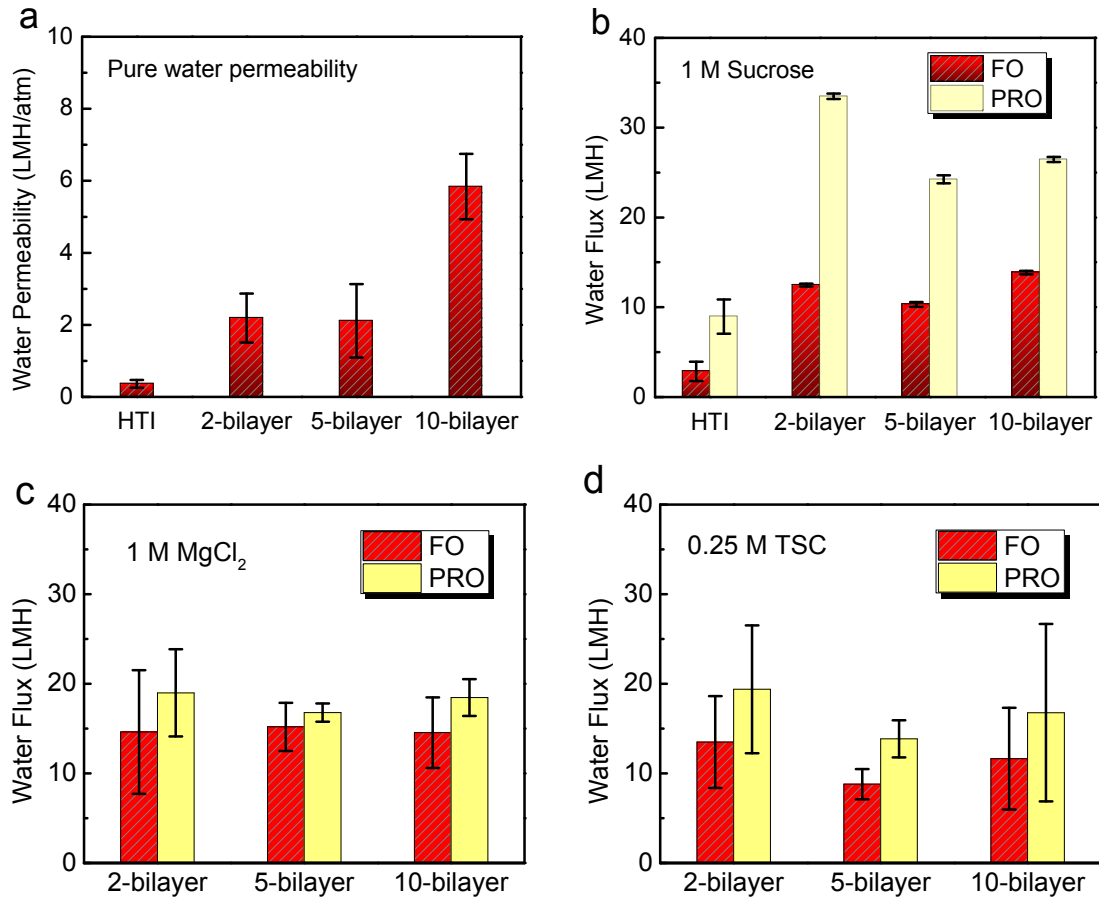 a
Pure water permeability
Water Permeability (LMH/atm)
10
8
6
4
2
0
HTI 2-bilayer 5-bilayer 10-bilayer
b
1 M Sucrose
FO
PRO
Water Flux (LMH)
40
30
20
10
0
HTI 2-bilayer 5-bilayer 10-bilayer
c
1 M MgCl₂
FO
PRO
Water Flux (LMH)
40
30
20
10
0
2-bilayer 5-bilayer 10-bilayer
d
0.25 M TSC
FO
PRO
Water Flux (LMH)
40
30
20
10
0
2-bilayer 5-bilayer 10-bilayer